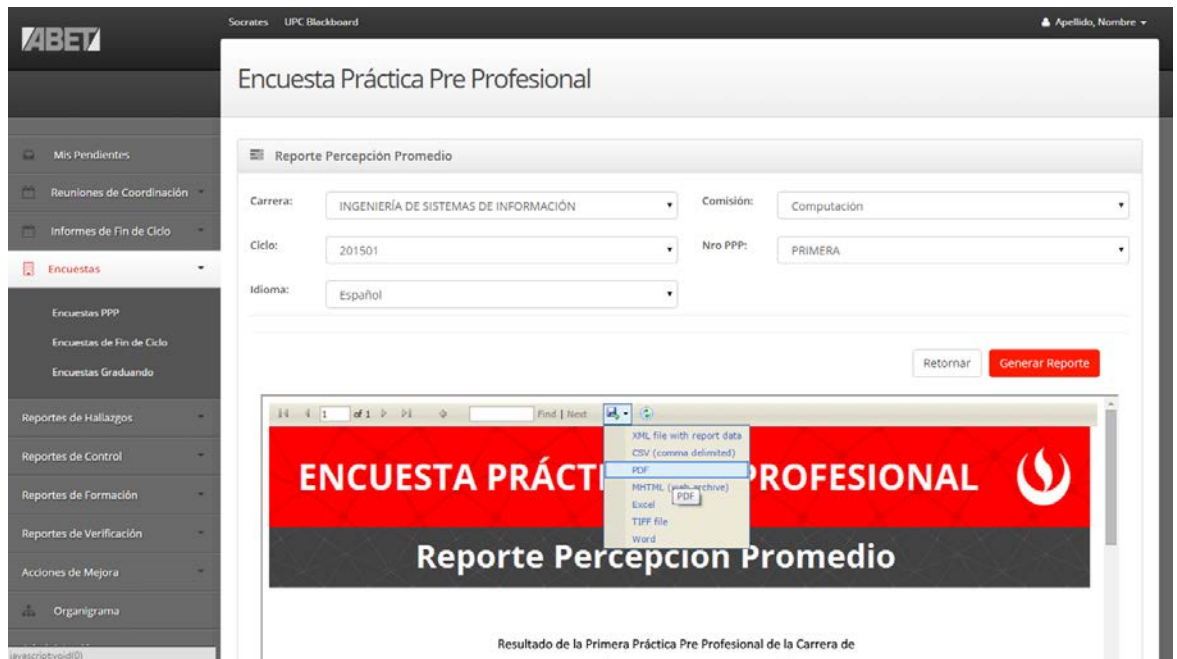 ABET
Socrates UPC Blackboard Apellido, Nombre
Encuesta Práctica Pre Profesional
Mis Pendientes
Reuniones de Coordinación
Informes de Fin de Ciclo
Encuestas
Encuestas PPP
Encuestas de Fin de Ciclo
Encuestas Graduando
Reportes de Hallazgos
Reportes de Control
Reportes de Formación
Reportes de Verificación
Acciones de Mejora
Organigrama
javascript:void(0)
Reporte Percepción Promedio
Carrera: INGENIERÍA DE SISTEMAS DE INFORMACIÓN Comisión: Computación
Ciclo: 201501 Nro PPP: PRIMERA
Idioma: Español
Retornar Generar Reporte
1 of 1 Find | Next
XML file with report data
CSV (comma delimited)
PDF
MHTML (web archive)
PDF
Excel
TIFF file
Word
ENCUESTA PRÁCTI ROFESIONAL
Reporte Percepción Promedio
Resultado de la Primera Práctica Pre Profesional de la Carrera de